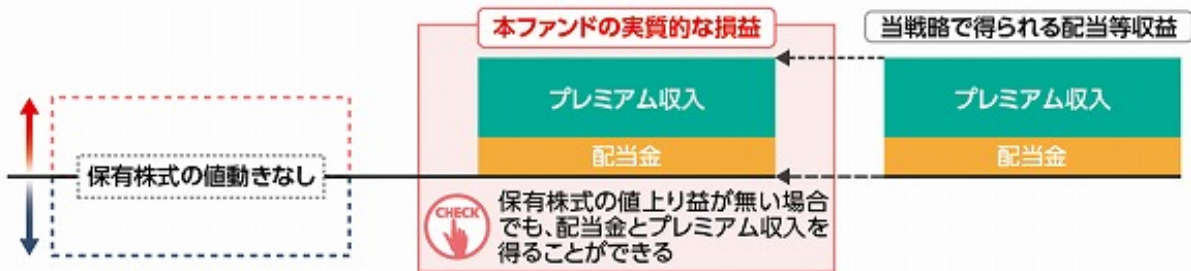 本ファンドの実質的な損益
当戦略で得られる配当等収益
プレミアム収入
プレミアム収入
配当金
配当金
保有株式の値動きなし
CHECK
保有株式の値上り益が無い場合
でも、配当金とプレミアム収入を
得ることができる